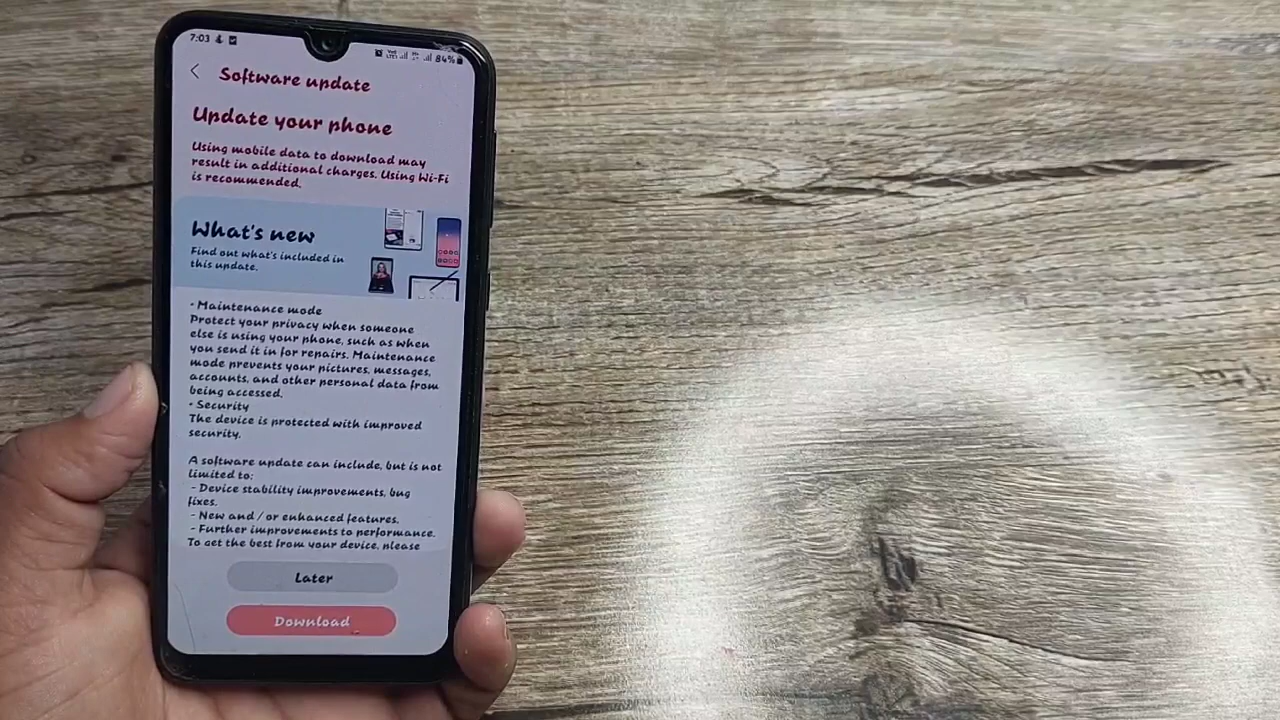 7:03
84%
Software update
Update your phone
Using mobile data to download may
result in additional charges. Using Wi-Fi
is recommended.
What's new
Find out what's included in
this update.
• Maintenance mode
Protect your privacy when someone
else is using your phone, such as when
you send it in for repairs. Maintenance
mode prevents your pictures, messages,
accounts, and other personal data from
being accessed.
• Security
The device is protected with improved
security.
A software update can include, but is not
limited to:
- Device stability improvements, bug
fixes.
- New and / or enhanced features.
- Further improvements to performance.
To get the best from your device, please
Later
Download